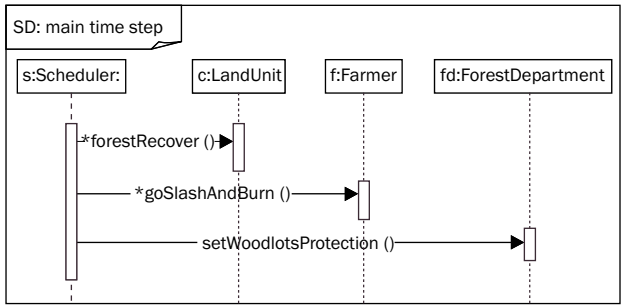 SD: main time step
s:Scheduler:
c:LandUnit
f:Farmer
fd:ForestDepartment
*forestRecover ()
*goSlashAndBurn ()
setWoodlotsProtection ()